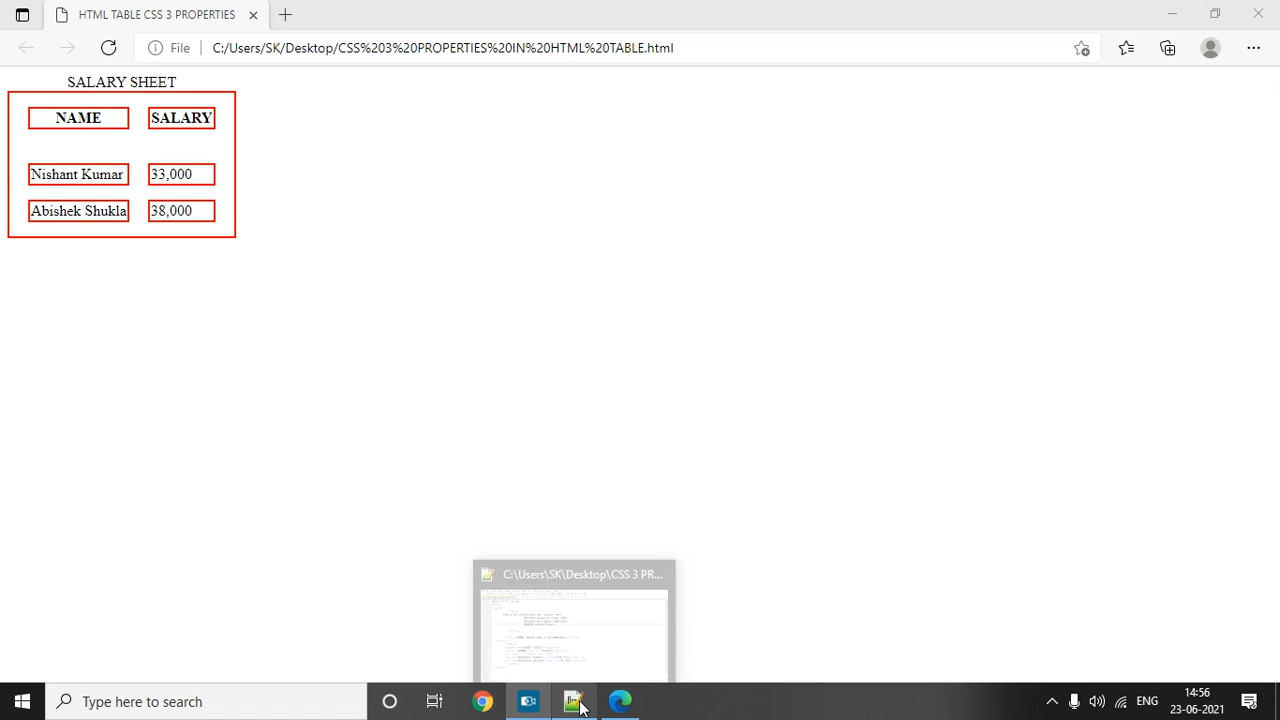 HTML TABLE CSS 3 PROPERTIES
File C:/Users/SK/Desktop/CSS%203%20PROPERTIES%20IN%20HTML%20TABLE.html
SALARY SHEET
NAME SALARY
Nishant Kumar 33,000
Abishek Shukla 38,000
C:\Users\SK\Desktop\CSS 3 PR...
Type here to search
ENG
14:56
23-06-2021